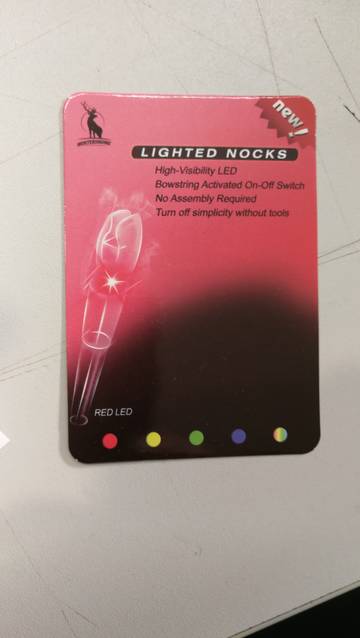 new!
LIGHTED NOCKS
High-Visibility LED
Bowstring Activated On-Off Switch
No Assembly Required
Turn off simplicity without tools
RED LED